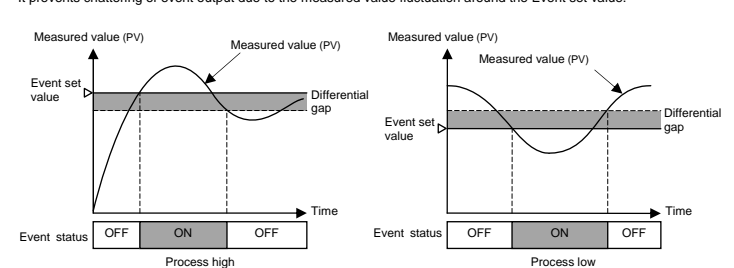 It prevents chattering of event output due to the measured value fluctuation around the Event set value.
Measured value (PV)
Measured value (PV)
Event set
value
Differential
gap
Time
Event status
OFF
ON
OFF
Process high
Measured value (PV)
Measured value (PV)
Event set
value
Differential
gap
Time
Event status
OFF
ON
OFF
Process low